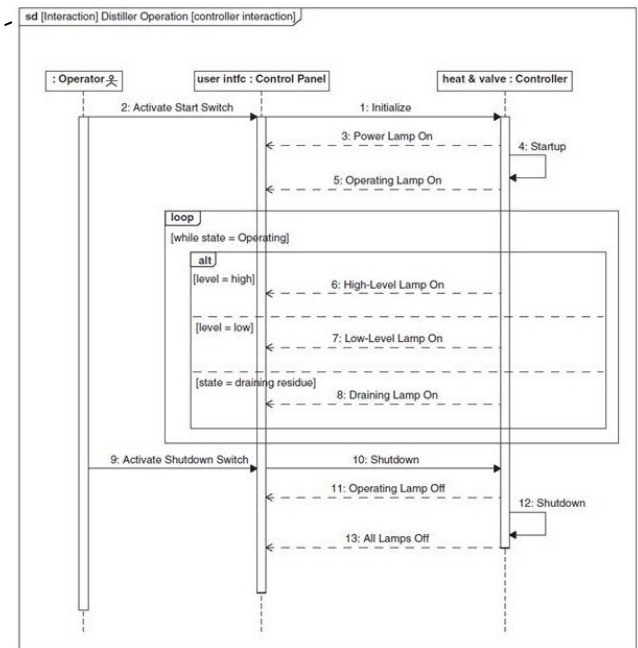 sd [Interaction] Distiller Operation [controller interaction]
: Operator
user intfc : Control Panel
heat & valve : Controller
2: Activate Start Switch
1: Initialize
3: Power Lamp On
4: Startup
5: Operating Lamp On
loop
[while state = Operating]
alt
[level = high]
6: High-Level Lamp On
[level = low]
7: Low-Level Lamp On
[state = draining residue]
8: Draining Lamp On
9: Activate Shutdown Switch
10: Shutdown
11: Operating Lamp Off
12: Shutdown
13: All Lamps Off